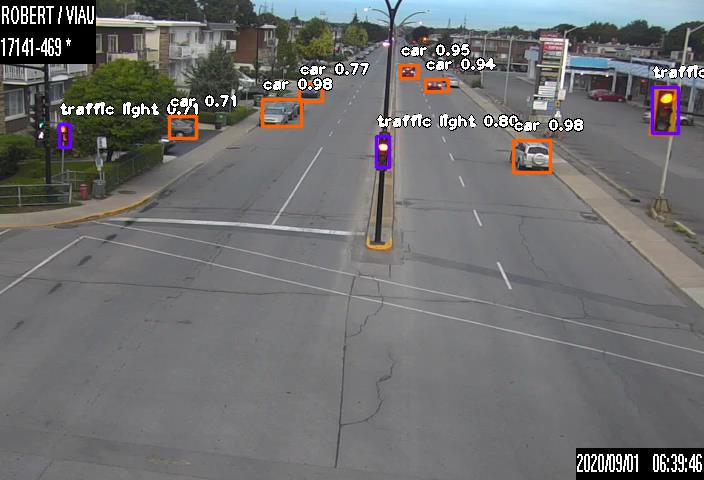 ROBERT / VIAU
17141-469 *
car 0.95
car 0.77
car 0.94
car 0.98
traffic
car 0.71
traffic light 0.71
traffic light 0.80
car 0.98
2020/09/01 06:39:46